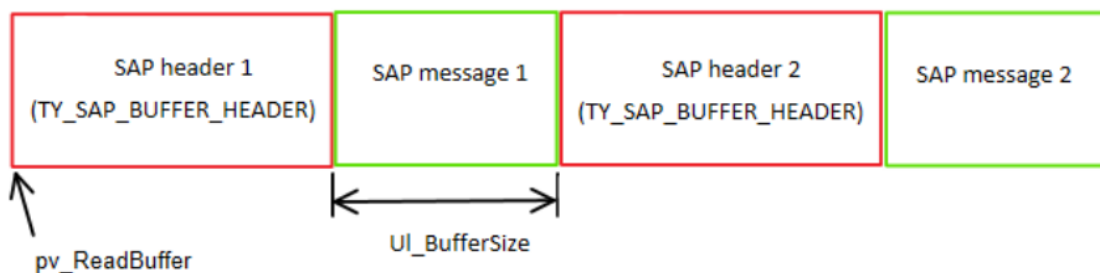 SAP header 1
(TY_SAP_BUFFER_HEADER)
SAP message 1
SAP header 2
(TY_SAP_BUFFER_HEADER)
SAP message 2
Ul_BufferSize
pv_ReadBuffer